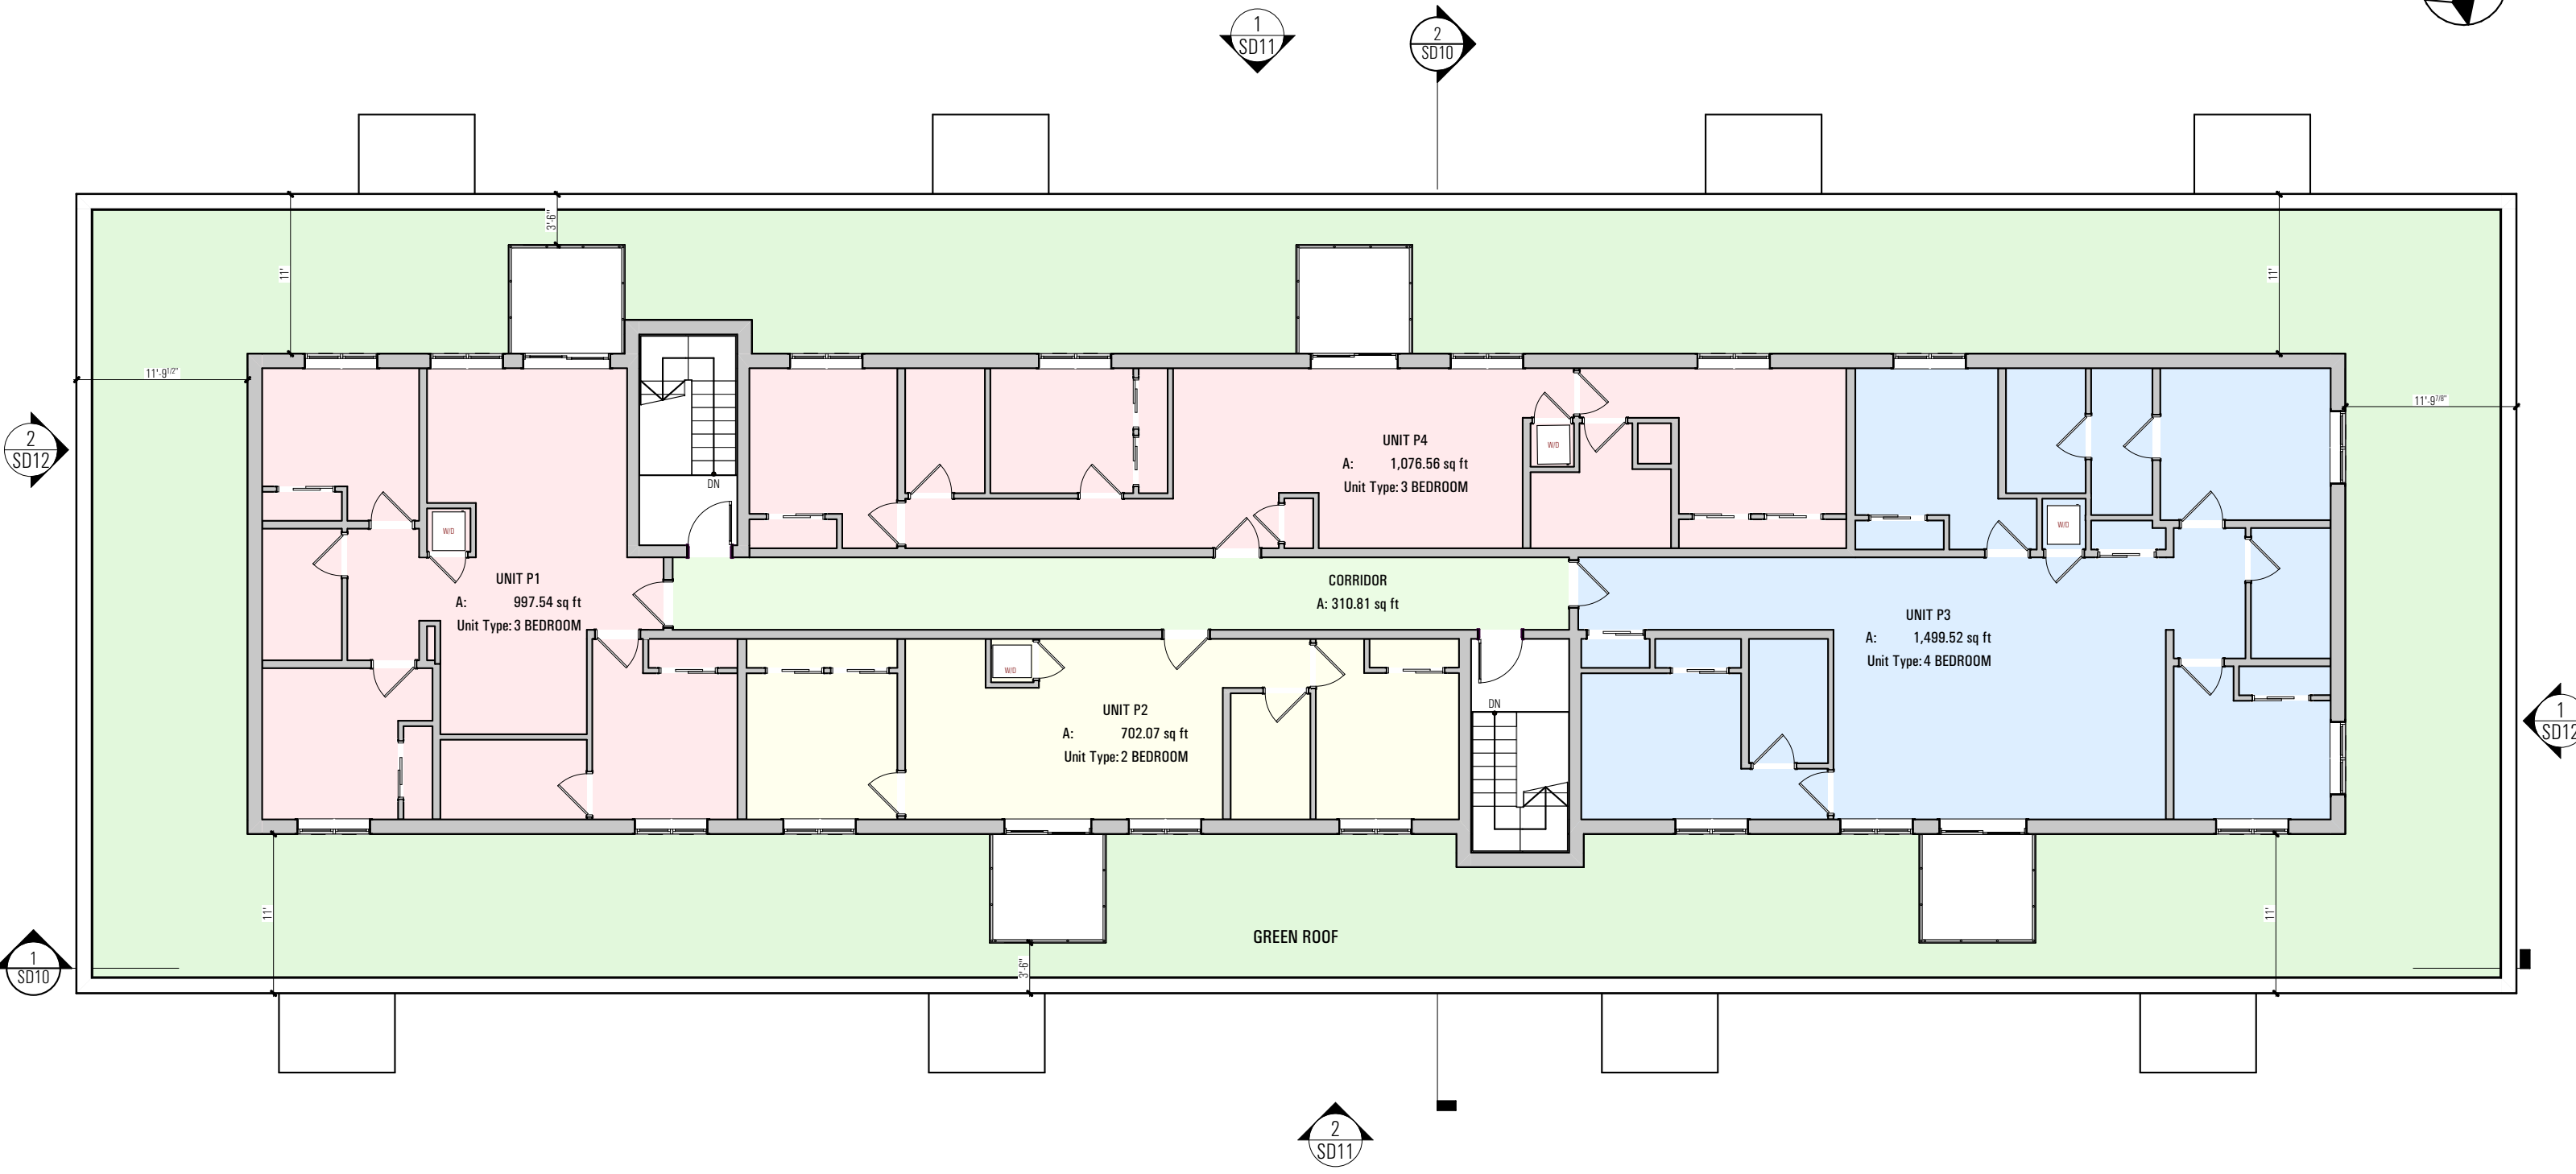 1
SD11
2
SD10
3'-6"
11'
11'
11'-9 1/2"
11'-9 7/8"
2
SD12
DN
W/D
UNIT P4
A: 1,076.56 sq ft
Unit Type: 3 BEDROOM
W/D
W/D
UNIT P1
A: 997.54 sq ft
Unit Type: 3 BEDROOM
CORRIDOR
A: 310.81 sq ft
UNIT P3
A: 1,499.52 sq ft
Unit Type: 4 BEDROOM
W/D
DN
UNIT P2
A: 702.07 sq ft
Unit Type: 2 BEDROOM
1
SD12
11'
11'
GREEN ROOF
3'-6"
1
SD10
2
SD11